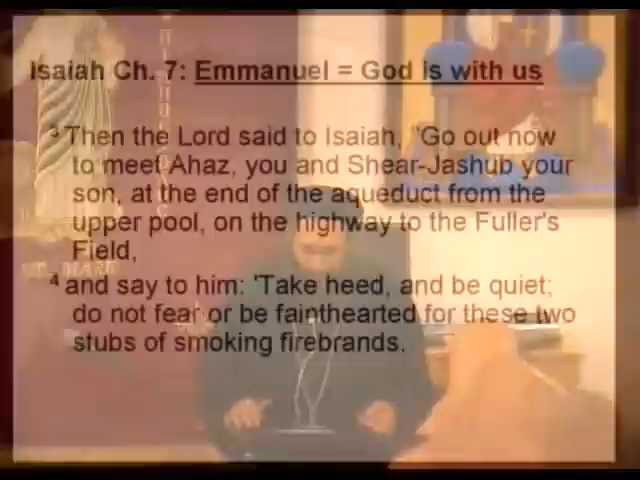 Isaiah Ch. 7: Emmanuel = God is with us
3 Then the Lord said to Isaiah, 'Go out now
to meet Ahaz, you and Shear-Jashub your
son, at the end of the aqueduct from the
upper pool, on the highway to the Fuller's
Field,
4 and say to him: 'Take heed, and be quiet;
do not fear or be fainthearted for these two
stubs of smoking firebrands.
ST. MARK